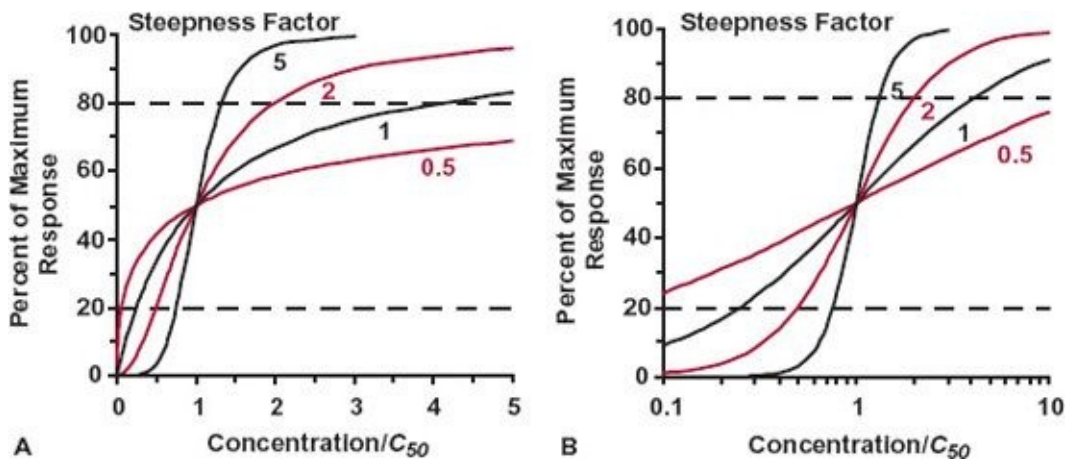 Steepness Factor
100
80
60
40
20
0
Percent of Maximum
Response
5
2
1
0.5
0
1
2
3
4
5
A
Concentration/C50
Steepness Factor
100
80
60
40
20
0
Percent of Maximum
Response
5
2
1
0.5
0.1
1
10
B
Concentration/C50